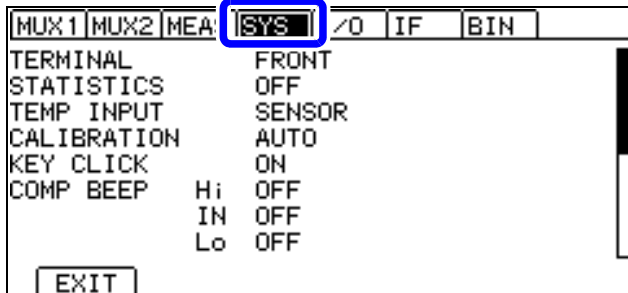 MUX1 MUX2 MEAS SYS I/O IF BIN
TERMINAL FRONT
STATISTICS OFF
TEMP INPUT SENSOR
CALIBRATION AUTO
KEY CLICK ON
COMP BEEP Hi OFF
IN OFF
Lo OFF
EXIT